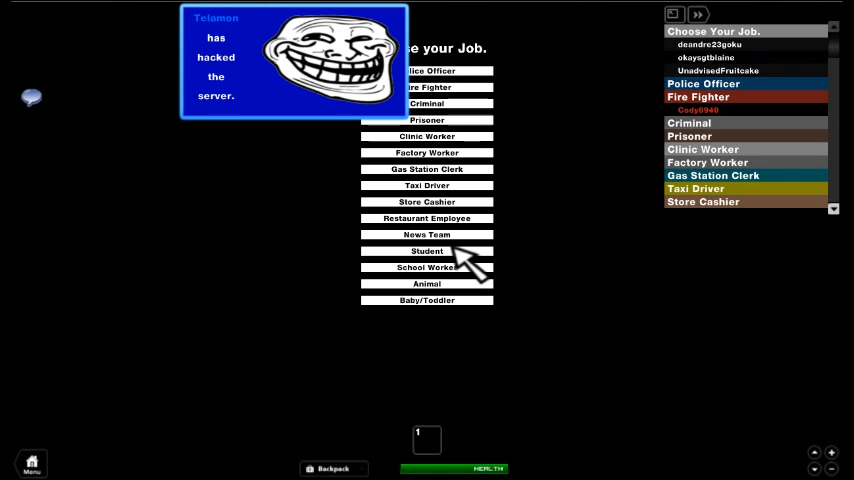 Telamon
has
hacked
the
server.
se your Job.
lice Officer
ire Fighter
Criminal
Prisoner
Clinic Worker
Factory Worker
Gas Station Clerk
Taxi Driver
Store Cashier
Restaurant Employee
News Team
Student
School Worker
Animal
Baby/Toddler
Choose Your Job.
deandre23goku
okaysgtblaine
UnadvisedFruitcake
Police Officer
Fire Fighter
Cody8940
Criminal
Prisoner
Clinic Worker
Factory Worker
Gas Station Clerk
Taxi Driver
Store Cashier
1
Menu
Backpack
HEALTH